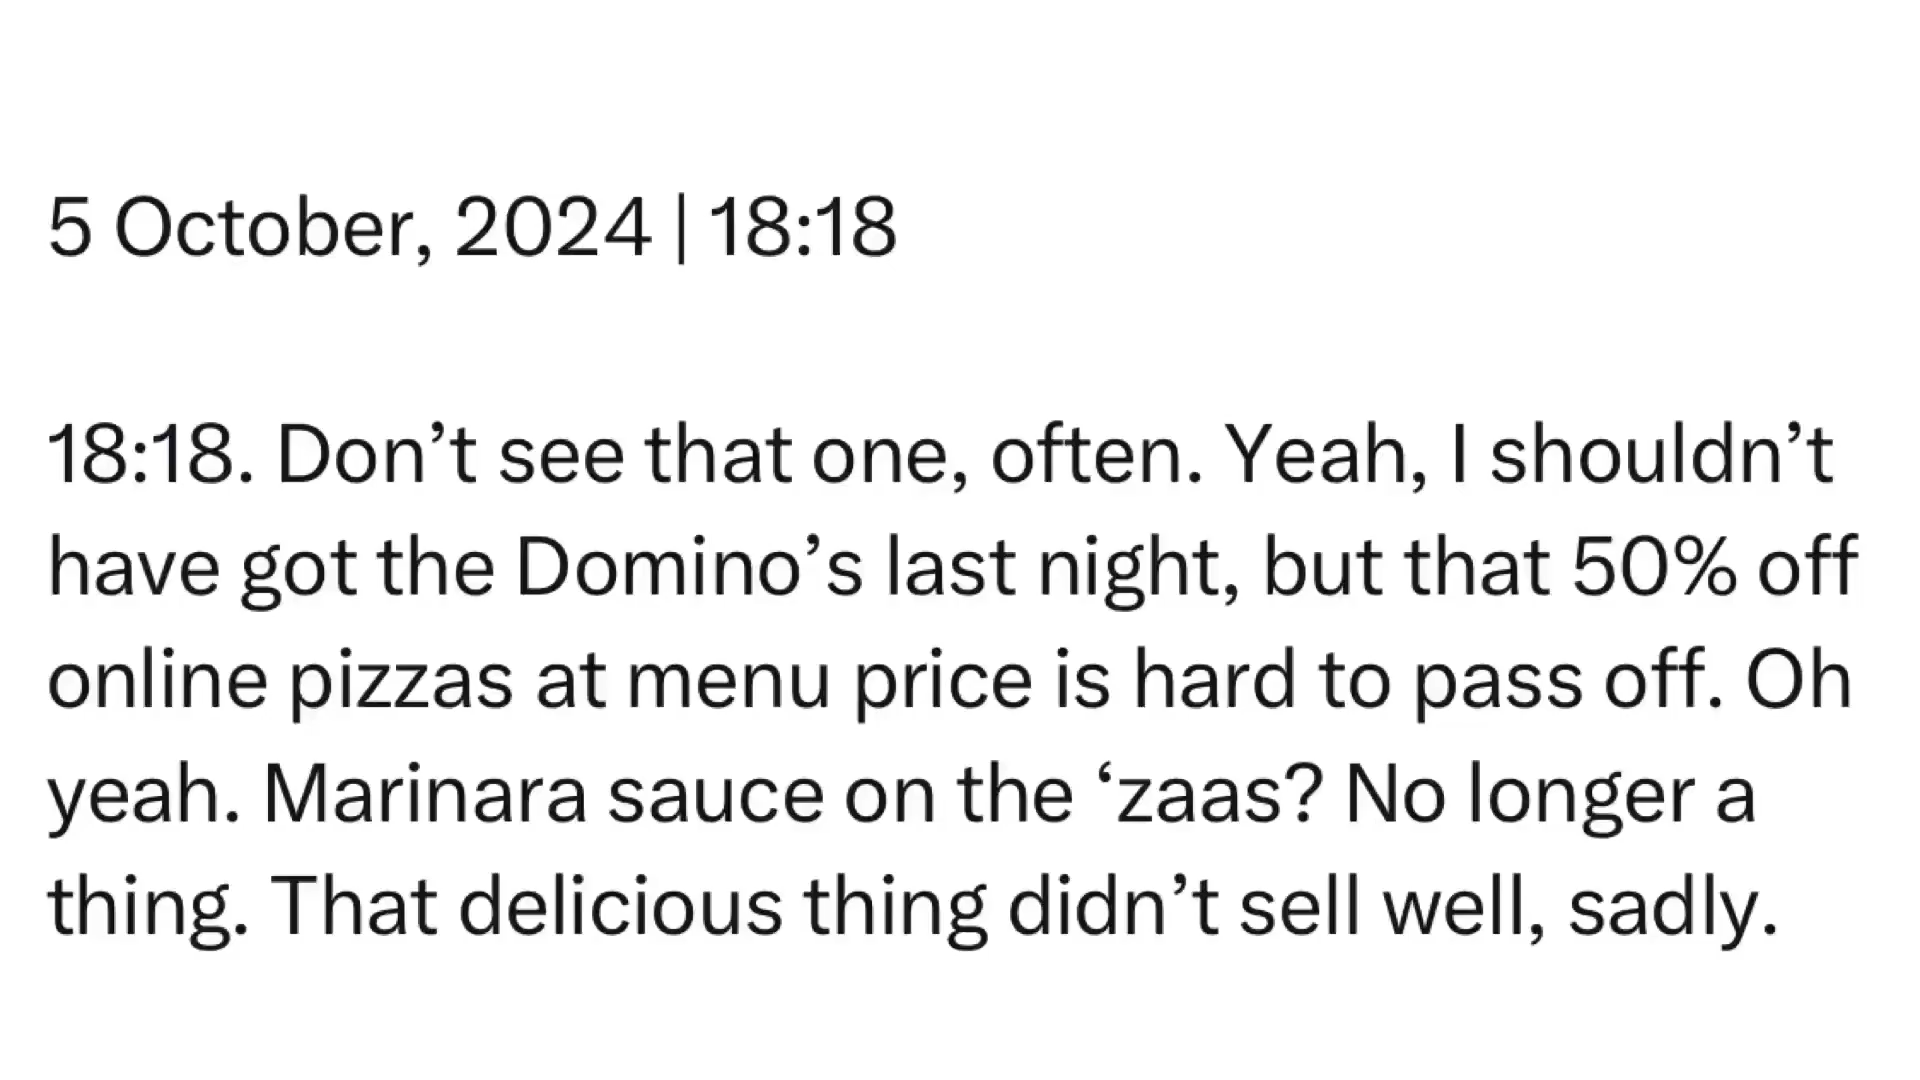 5 October, 2024 | 18:18
18:18. Don’t see that one, often. Yeah, I shouldn’t
have got the Domino’s last night, but that 50% off
online pizzas at menu price is hard to pass off. Oh
yeah. Marinara sauce on the ‘zaas? No longer a
thing. That delicious thing didn’t sell well, sadly.